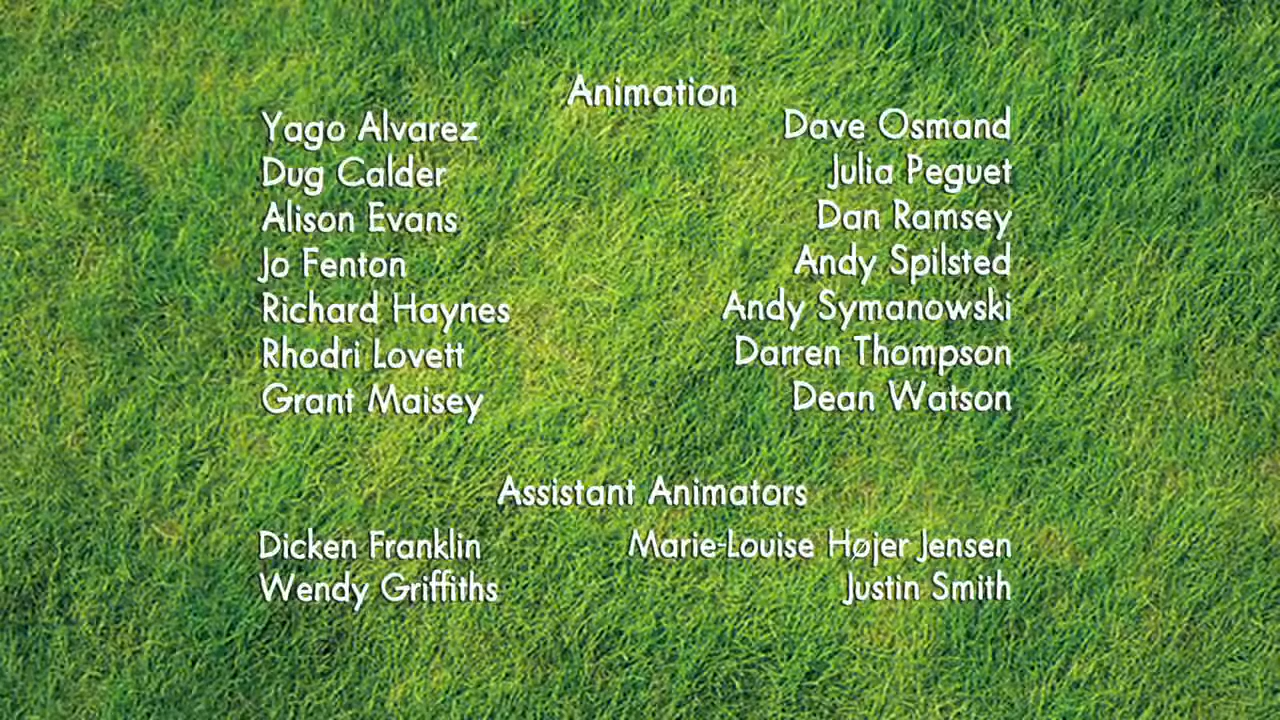 Animation
Yago Alvarez
Dug Calder
Alison Evans
Jo Fenton
Richard Haynes
Rhodri Lovett
Grant Maisey
Dave Osmand
Julia Peguet
Dan Ramsey
Andy Spilsted
Andy Symanowski
Darren Thompson
Dean Watson
Assistant Animators
Dicken Franklin
Wendy Griffiths
Marie-Louise Højer Jensen
Justin Smith